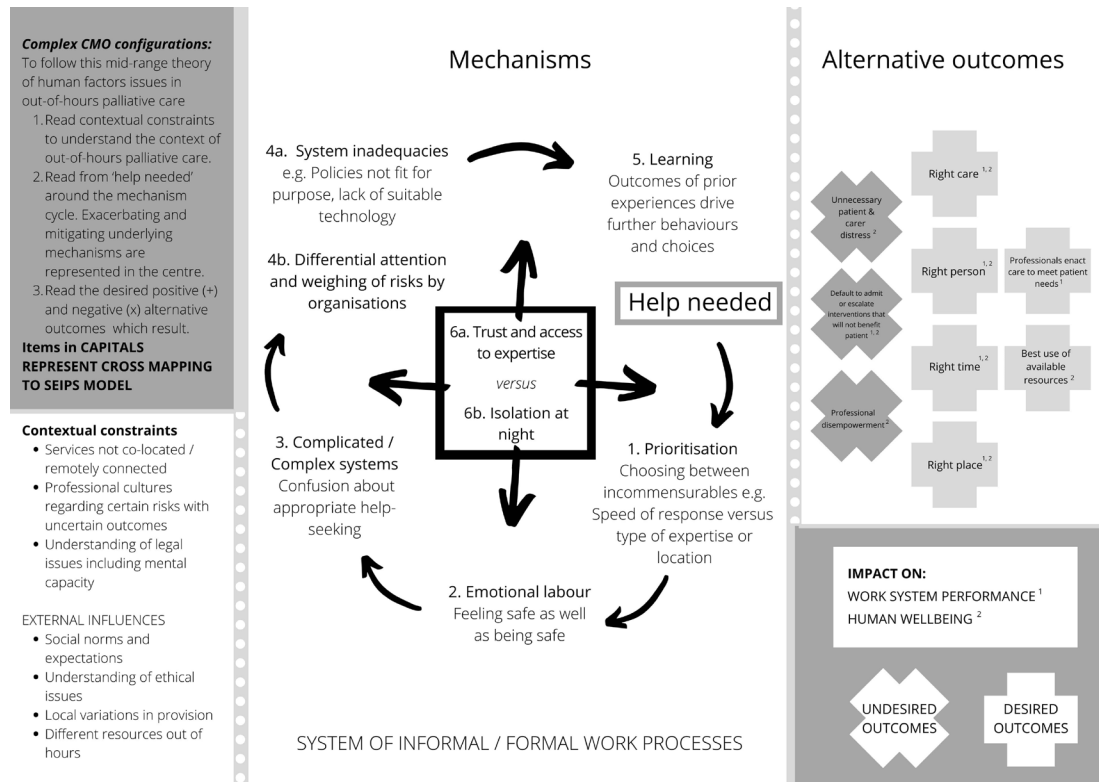 Complex CMO configurations:
To follow this mid-range theory
of human factors issues in
out-of-hours palliative care
1. Read contextual constraints
to understand the context of
out-of-hours palliative care.
2. Read from 'help needed'
around the mechanism
cycle. Exacerbating and
mitigating underlying
mechanisms are
represented in the centre.
3. Read the desired positive (+)
and negative (x) alternative
outcomes which result.
Items in CAPITALS
REPRESENT CROSS MAPPING
TO SEIPS MODEL
Contextual constraints
• Services not co-located /
remotely connected
• Professional cultures
regarding certain risks with
uncertain outcomes
• Understanding of legal
issues including mental
capacity
EXTERNAL INFLUENCES
• Social norms and
expectations
• Understanding of ethical
issues
• Local variations in provision
• Different resources out of
hours
Mechanisms
4a. System inadequacies
e.g. Policies not fit for
purpose, lack of suitable
technology
4b. Differential attention
and weighing of risks by
organisations
5. Learning
Outcomes of prior
experiences drive
further behaviours
and choices
Help needed
6a. Trust and access
to expertise
versus
6b. Isolation at
night
3. Complicated /
Complex systems
Confusion about
appropriate help-
seeking
1. Prioritisation
Choosing between
incommensurables e.g.
Speed of response versus
type of expertise or
location
2. Emotional labour
Feeling safe as well
as being safe
SYSTEM OF INFORMAL / FORMAL WORK PROCESSES
Alternative outcomes
Right care 1, 2
Unnecessary
patient &
carer
distress 2
Right person 1, 2
Professionals enact
care to meet patient
needs 1
Default to admit
or escalate
interventions that
will not benefit
patient 1, 2
Right time 1, 2
Best use of
available
resources 2
Professional
disempowerment 2
Right place 1, 2
IMPACT ON:
WORK SYSTEM PERFORMANCE 1
HUMAN WELLBEING 2
UNDESIRED
OUTCOMES
DESIRED
OUTCOMES